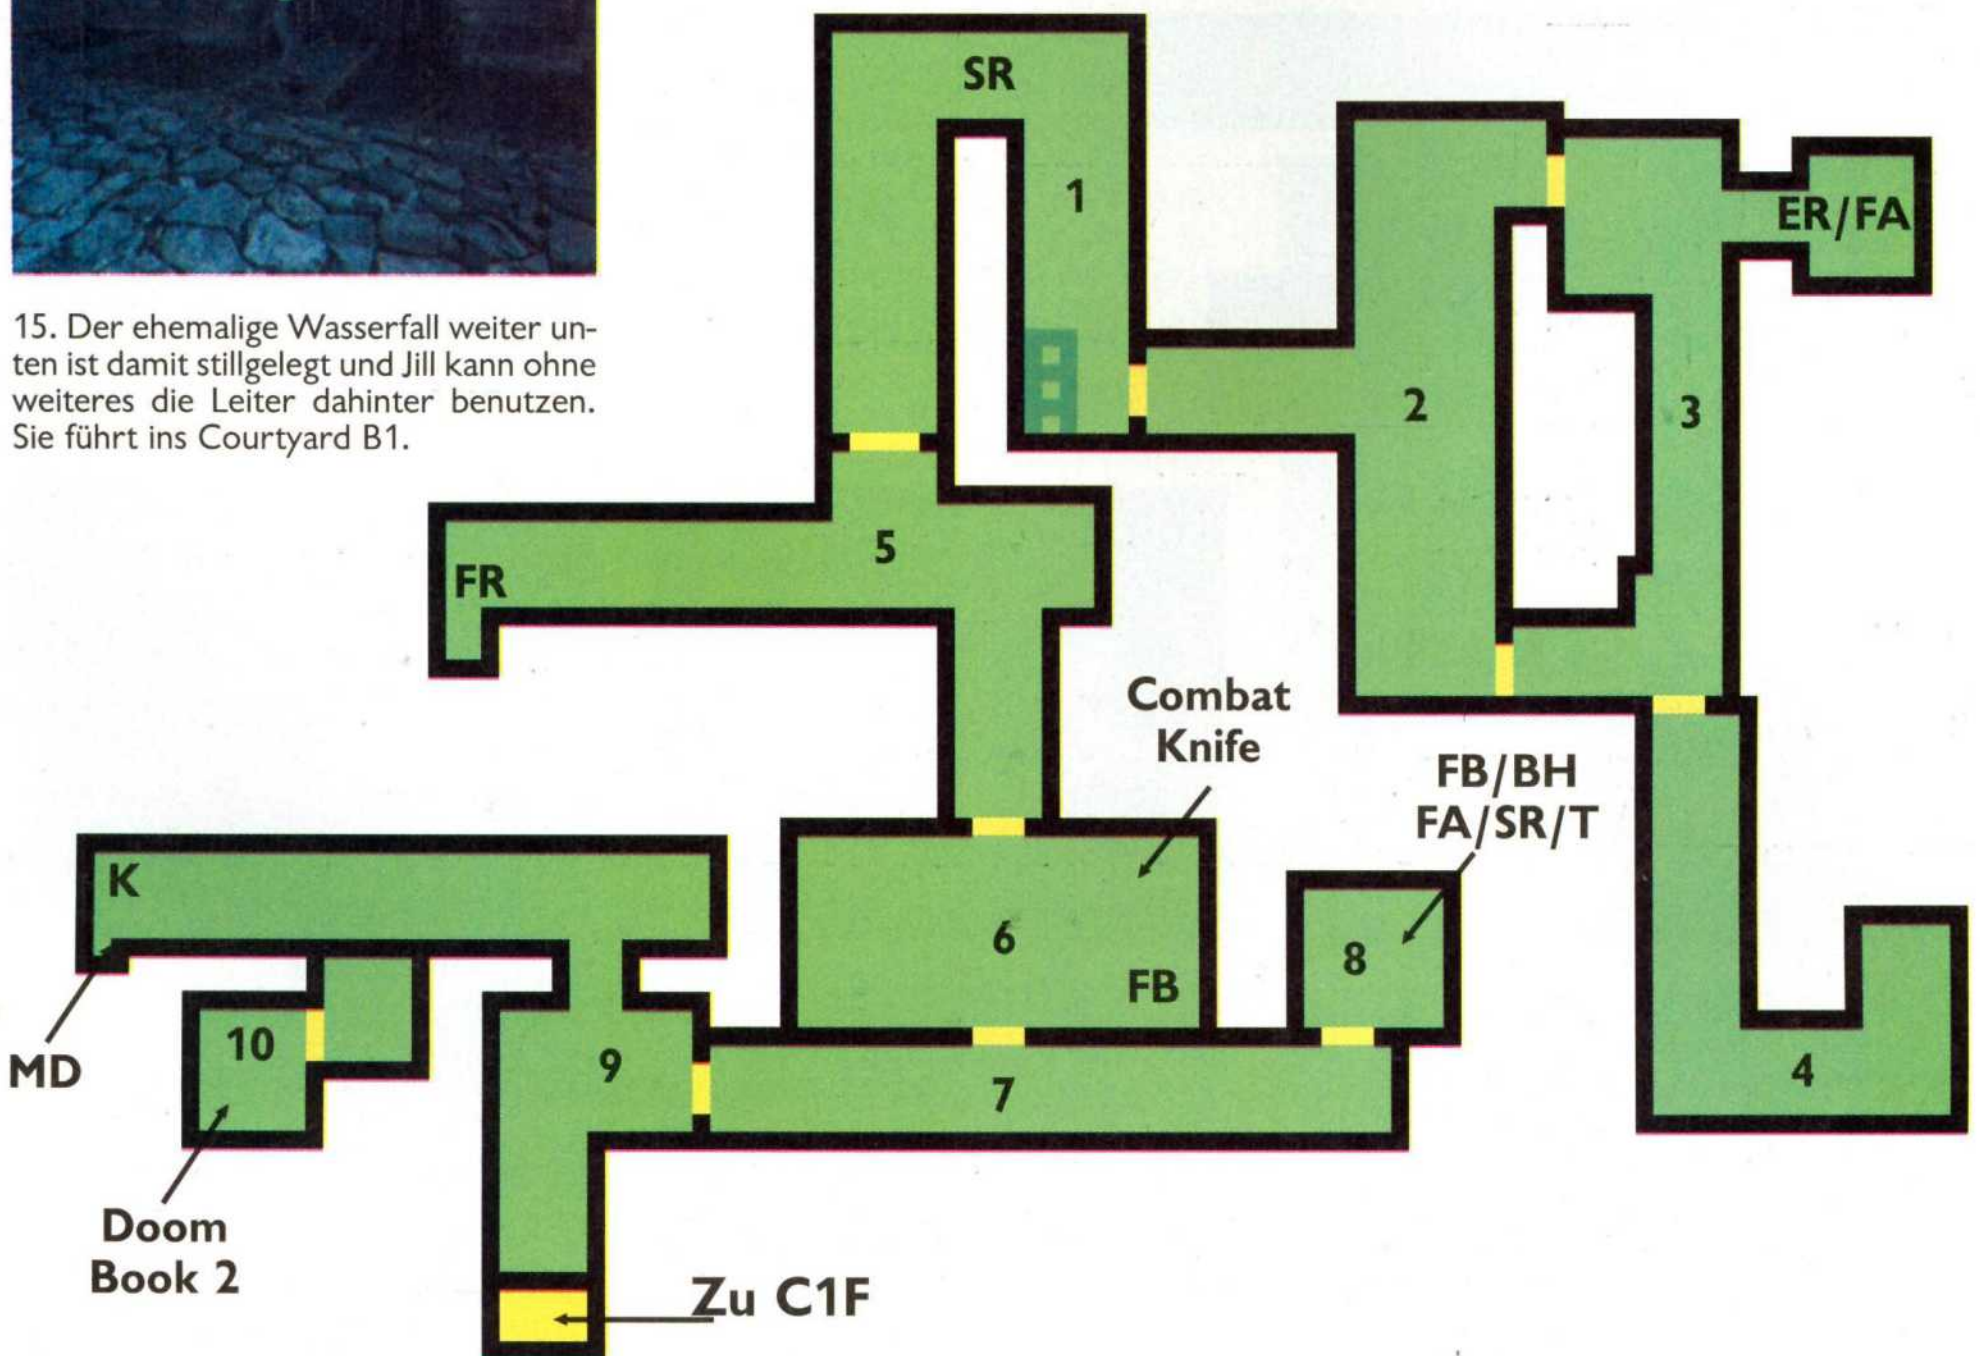 15. Der ehemalige Wasserfall weiter un-
ten ist damit stillgelegt und Jill kann ohne
weiteres die Leiter dahinter benutzen.
Sie führt ins Courtyard B1.
SR
1
ER/FA
2
3
5
FR
Combat
Knife
FB/BH
FA/SR/T
K
6
FB
8
MD
10
9
7
4
Doom
Book 2
Zu C1F